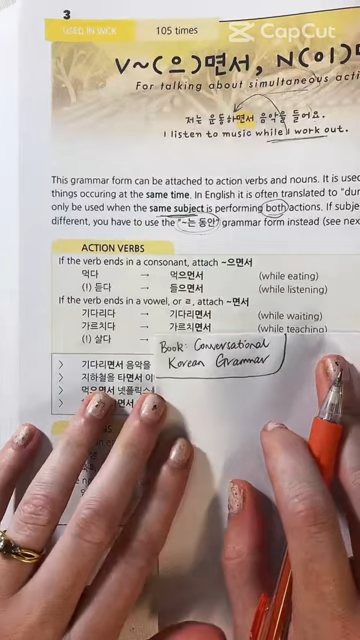 3
USED IN WCK
105 times
CapCut
V~(으)면서, N(이)
For talking about simultaneous actio
저는 운동하면서 음악을 들어요.
I listen to music while I work out.
This grammar form can be attached to action verbs and nouns. It is used
things occuring at the same time. In English it is often translated to "dur
only be used when the same subject is performing both actions. If subje
different, you have to use the "~는 동안" grammar form instead (see nex
ACTION VERBS
If the verb ends in a consonant, attach ~으면서
먹다 → 먹으면서 (while eating)
(!) 듣다 → 들으면서 (while listening)
If the verb ends in a vowel, or ㄹ, attach ~면서
기다리다 → 기다리면서 (while waiting)
가르치다 → 가르치면서 (while teaching)
(!) 살다 →
Book: Conversational
Korean Grammar
> 기다리면서 음악을
> 지하철을 타면서 이
> 먹으면서 넷플릭스